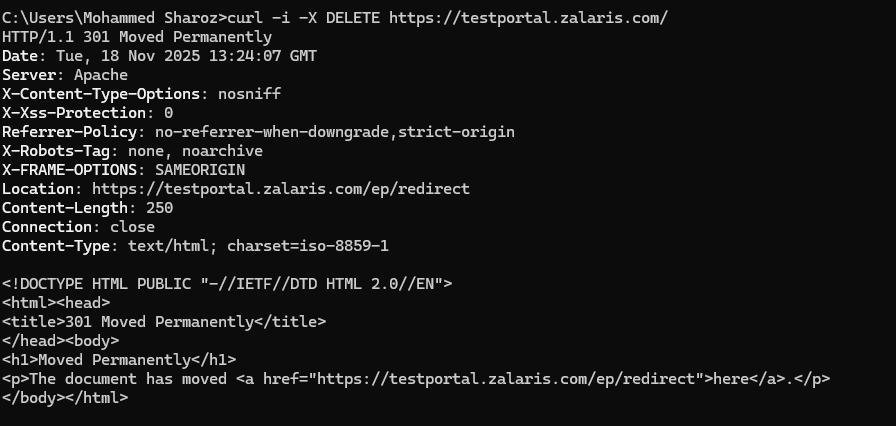 C:\Users\Mohammed Sharoz>curl -i -X DELETE https://testportal.zalaris.com/
HTTP/1.1 301 Moved Permanently
Date: Tue, 18 Nov 2025 13:24:07 GMT
Server: Apache
X-Content-Type-Options: nosniff
X-Xss-Protection: 0
Referrer-Policy: no-referrer-when-downgrade,strict-origin
X-Robots-Tag: none, noarchive
X-FRAME-OPTIONS: SAMEORIGIN
Location: https://testportal.zalaris.com/ep/redirect
Content-Length: 250
Connection: close
Content-Type: text/html; charset=iso-8859-1

<!DOCTYPE HTML PUBLIC "-//IETF//DTD HTML 2.0//EN">
<html><head>
<title>301 Moved Permanently</title>
</head><body>
<h1>Moved Permanently</h1>
<p>The document has moved <a href="https://testportal.zalaris.com/ep/redirect">here</a>.</p>
</body></html>